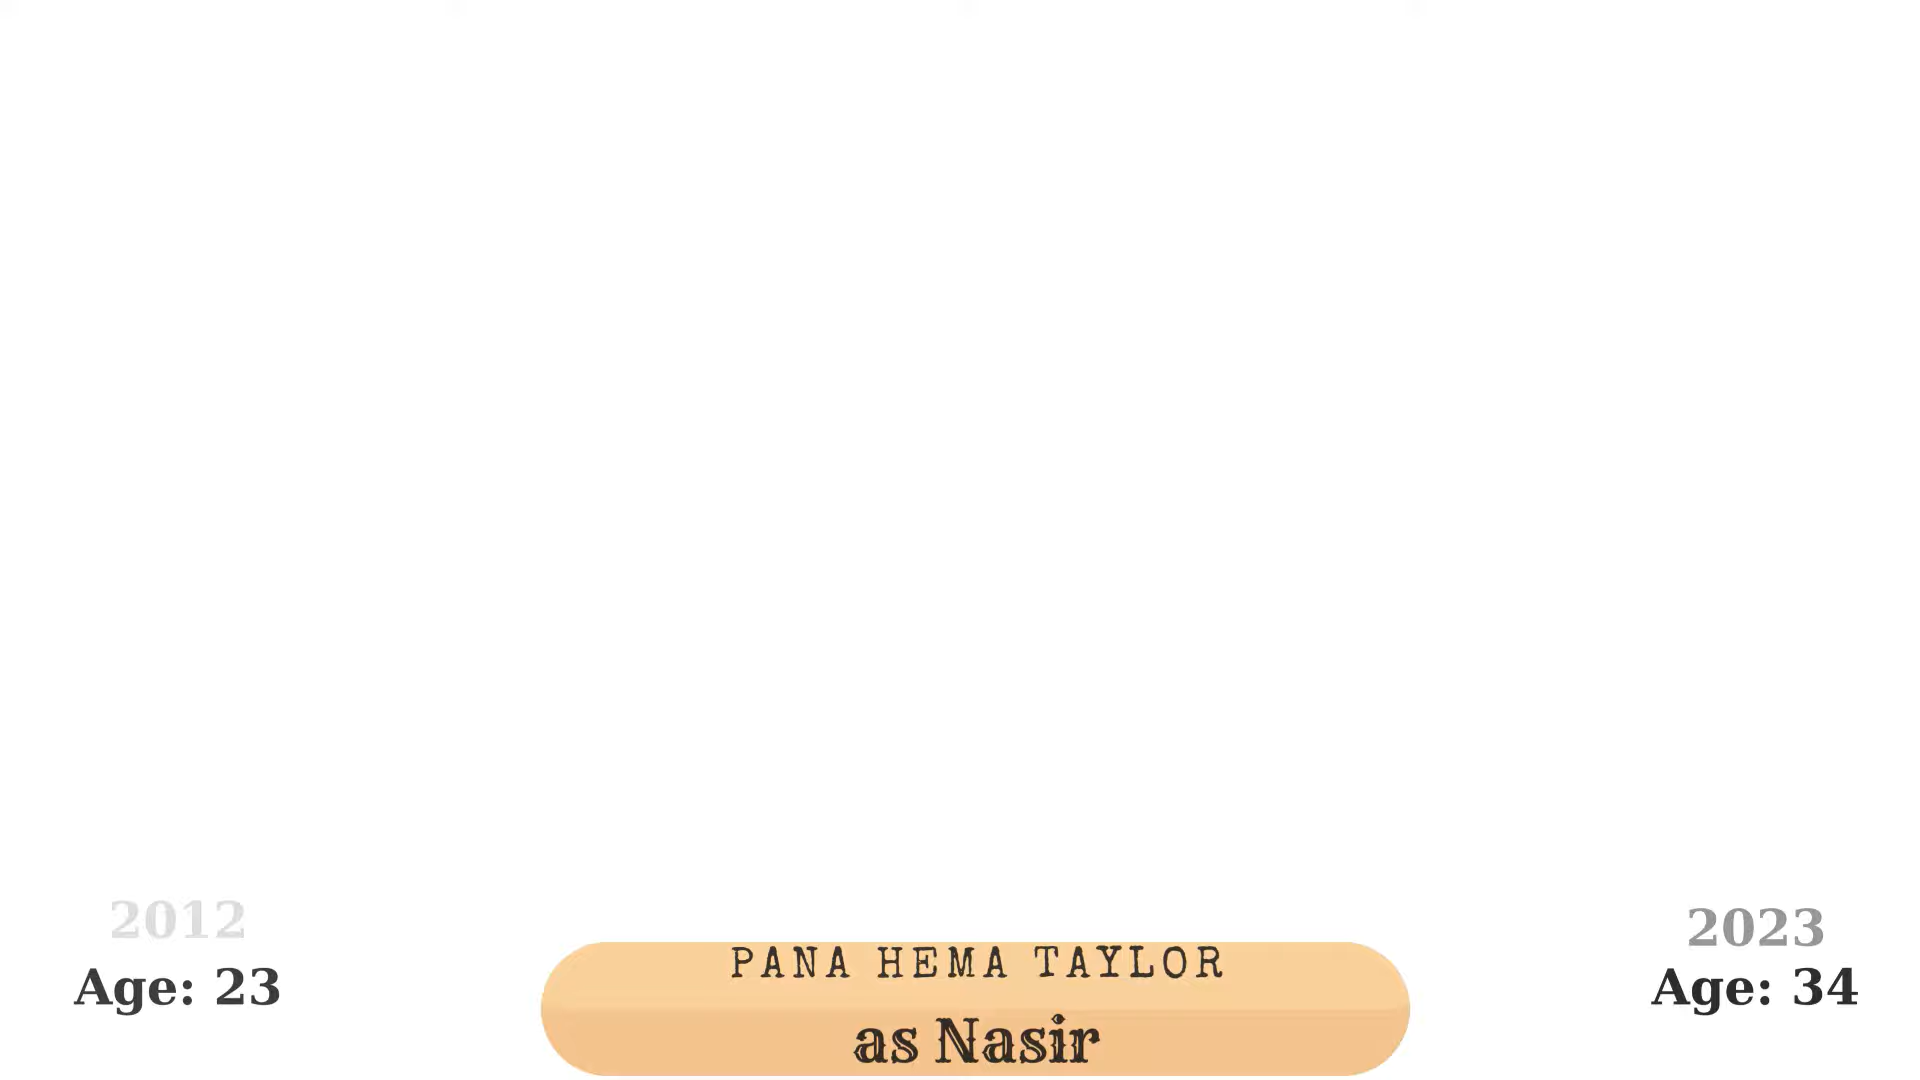 2012
Age: 23
PANA HEMA TAYLOR
as Nasir
2023
Age: 34